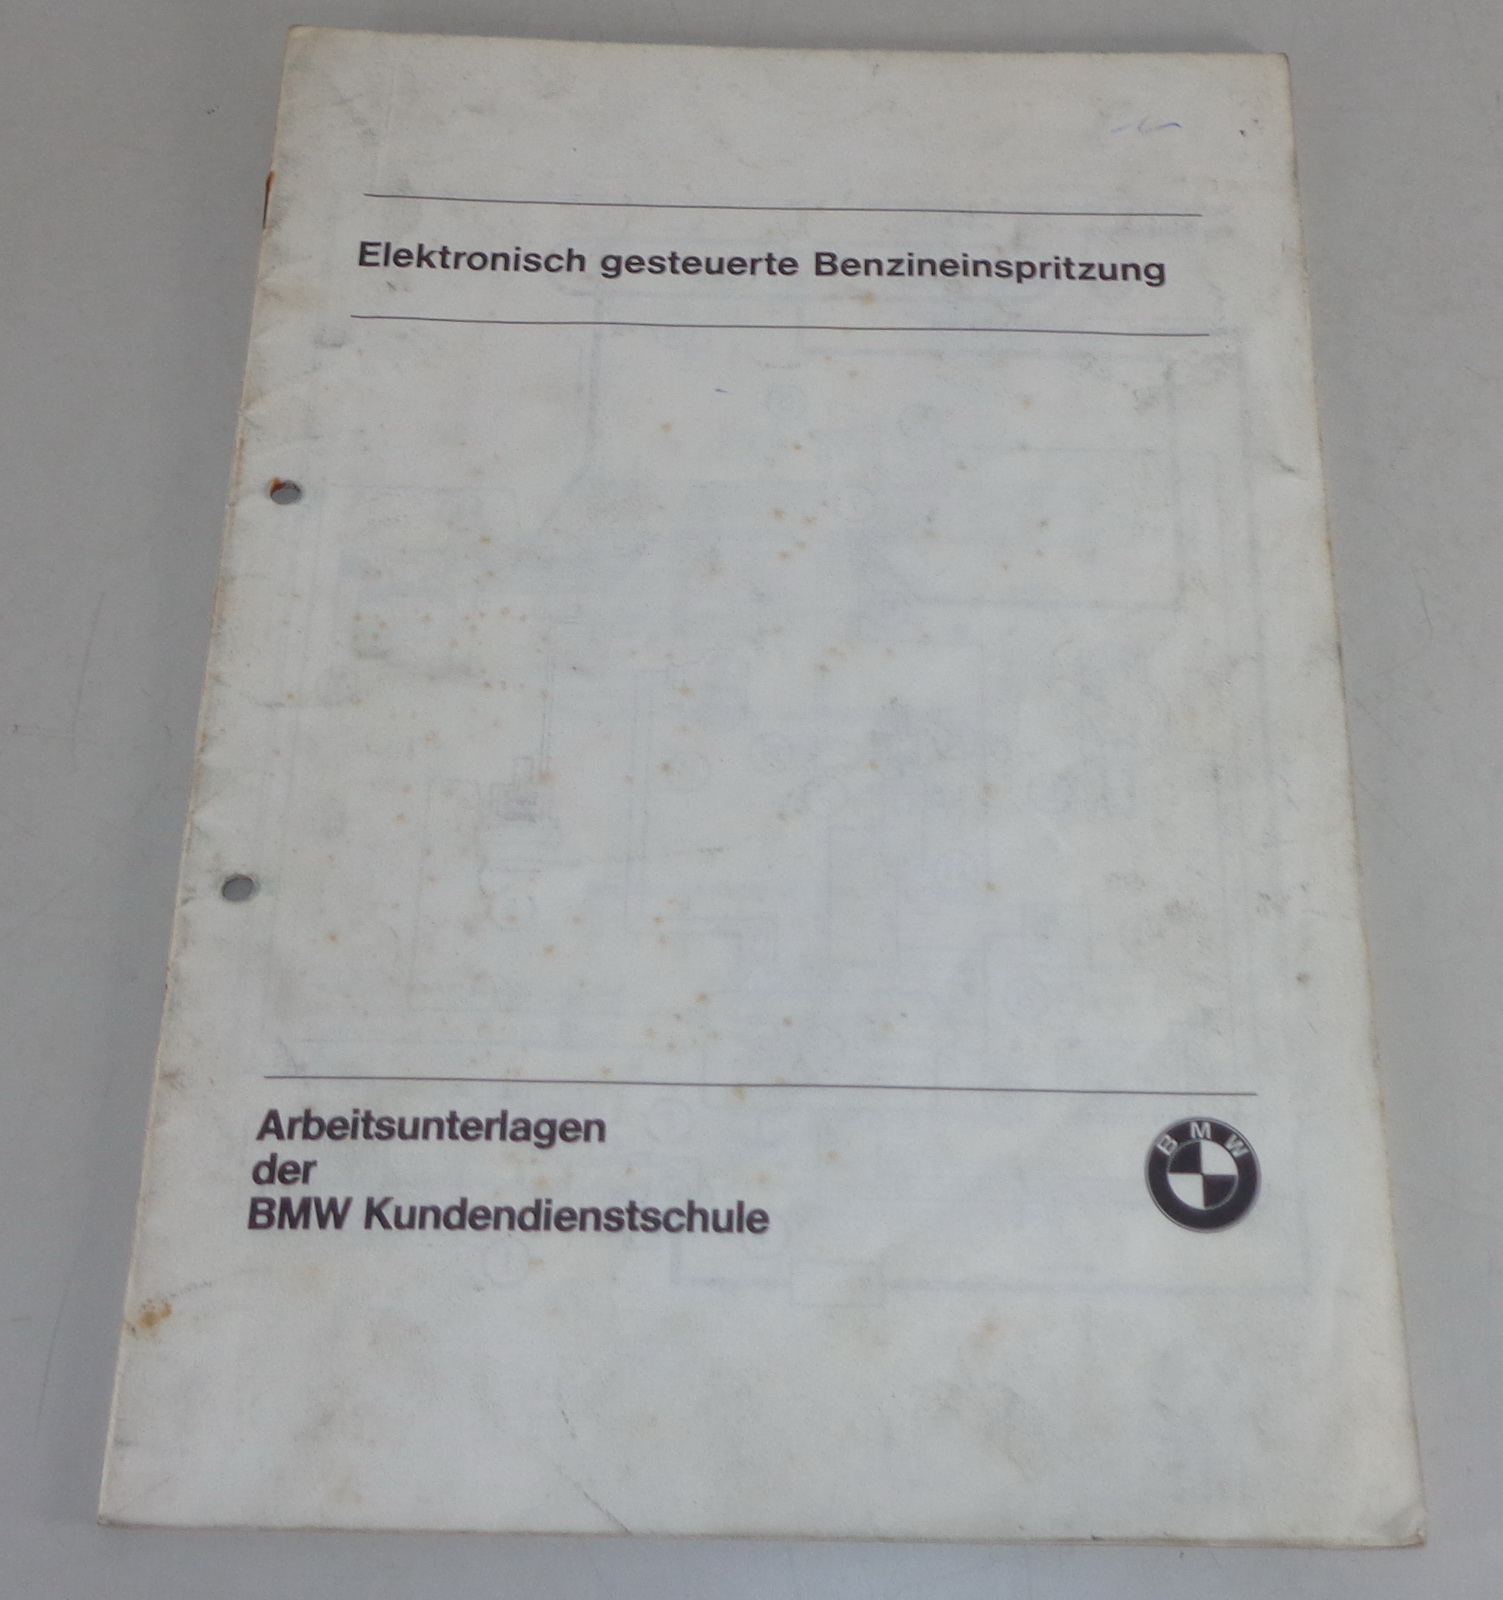 Elektronisch gesteuerte Benzineinspritzung
Arbeitsunterlagen
der
BMW Kundendienstschule
BMW